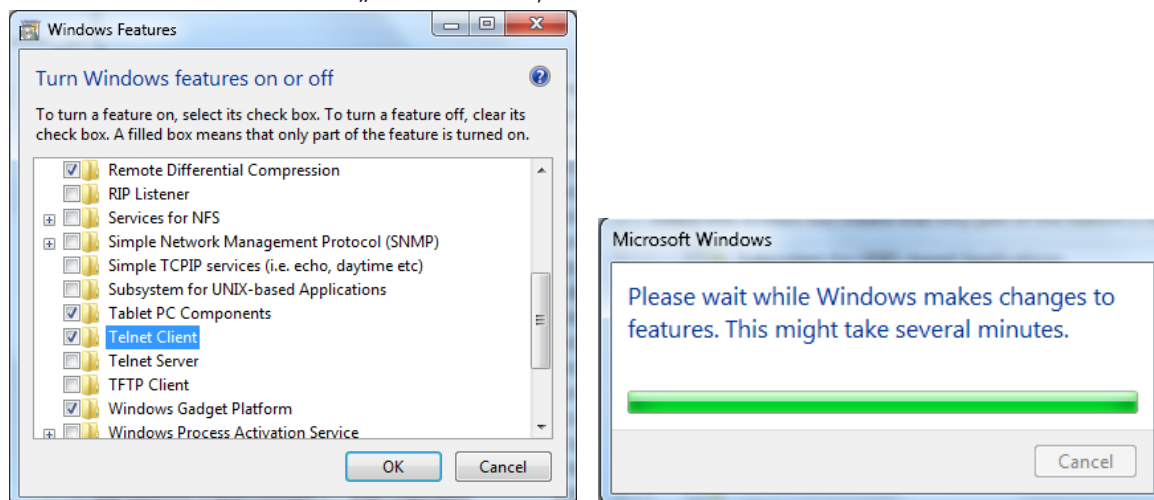 Windows Features
Turn Windows features on or off
To turn a feature on, select its check box. To turn a feature off, clear its
check box. A filled box means that only part of the feature is turned on.
Remote Differential Compression
RIP Listener
Services for NFS
Simple Network Management Protocol (SNMP)
Simple TCPIP services (i.e. echo, daytime etc)
Subsystem for UNIX-based Applications
Tablet PC Components
Telnet Client
Telnet Server
TFTP Client
Windows Gadget Platform
Windows Process Activation Service
OK Cancel
Microsoft Windows
Please wait while Windows makes changes to
features. This might take several minutes.
Cancel